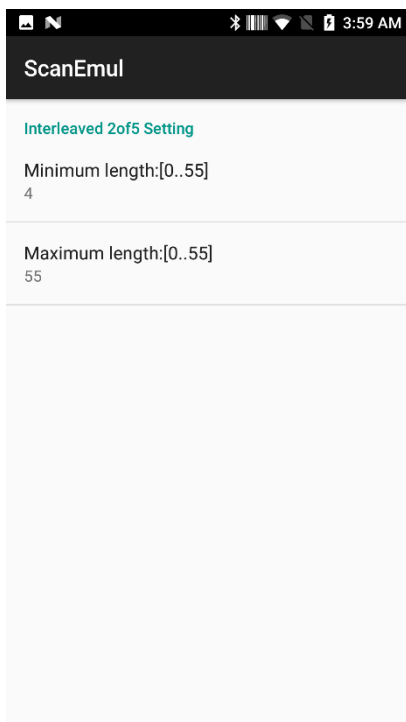 3:59 AM
ScanEmul
Interleaved 2of5 Setting
Minimum length:[0..55]
4
Maximum length:[0..55]
55